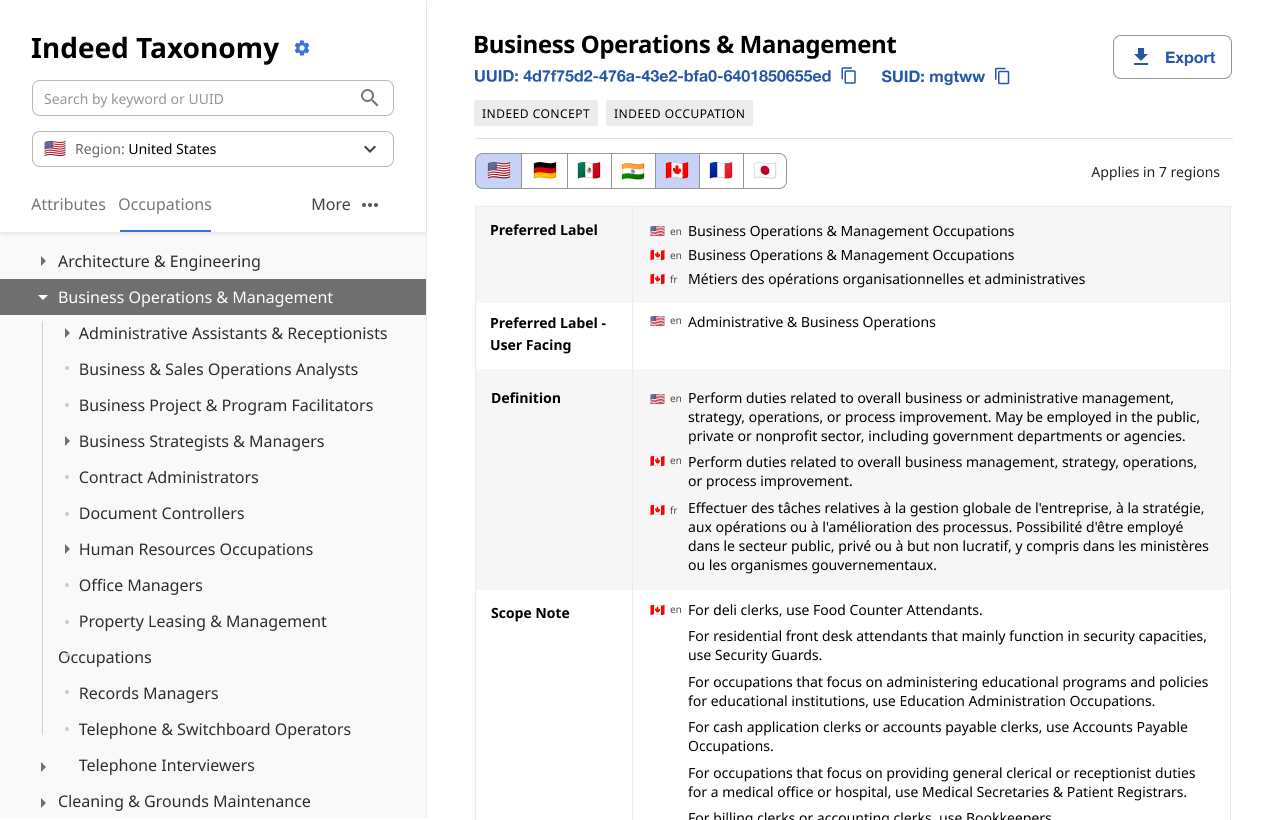 Indeed Taxonomy
Search by keyword or UUID
Region: United States
Attributes Occupations More
Architecture & Engineering
Business Operations & Management
Administrative Assistants & Receptionists
Business & Sales Operations Analysts
Business Project & Program Facilitators
Business Strategists & Managers
Contract Administrators
Document Controllers
Human Resources Occupations
Office Managers
Property Leasing & Management
Occupations
Records Managers
Telephone & Switchboard Operators
Telephone Interviewers
Cleaning & Grounds Maintenance
Business Operations & Management
UUID: 4d7f75d2-476a-43e2-bfa0-6401850655ed SUID: mgtww
Export
INDEED CONCEPT INDEED OCCUPATION
Applies in 7 regions
Preferred Label
en Business Operations & Management Occupations
en Business Operations & Management Occupations
fr Métiers des opérations organisationnelles et administratives
Preferred Label -
User Facing
en Administrative & Business Operations
Definition
en Perform duties related to overall business or administrative management,
strategy, operations, or process improvement. May be employed in the public,
private or nonprofit sector, including government departments or agencies.
en Perform duties related to overall business management, strategy, operations,
or process improvement.
fr Effectuer des tâches relatives à la gestion globale de l'entreprise, à la stratégie,
aux opérations ou à l'amélioration des processus. Possibilité d'être employé
dans le secteur public, privé ou à but non lucratif, y compris dans les ministères
ou les organismes gouvernementaux.
Scope Note
en For deli clerks, use Food Counter Attendants.
For residential front desk attendants that mainly function in security capacities,
use Security Guards.
For occupations that focus on administering educational programs and policies
for educational institutions, use Education Administration Occupations.
For cash application clerks or accounts payable clerks, use Accounts Payable
Occupations.
For occupations that focus on providing general clerical or receptionist duties
for a medical office or hospital, use Medical Secretaries & Patient Registrars.
For billing clerks or accounting clerks, use Bookkeepers.